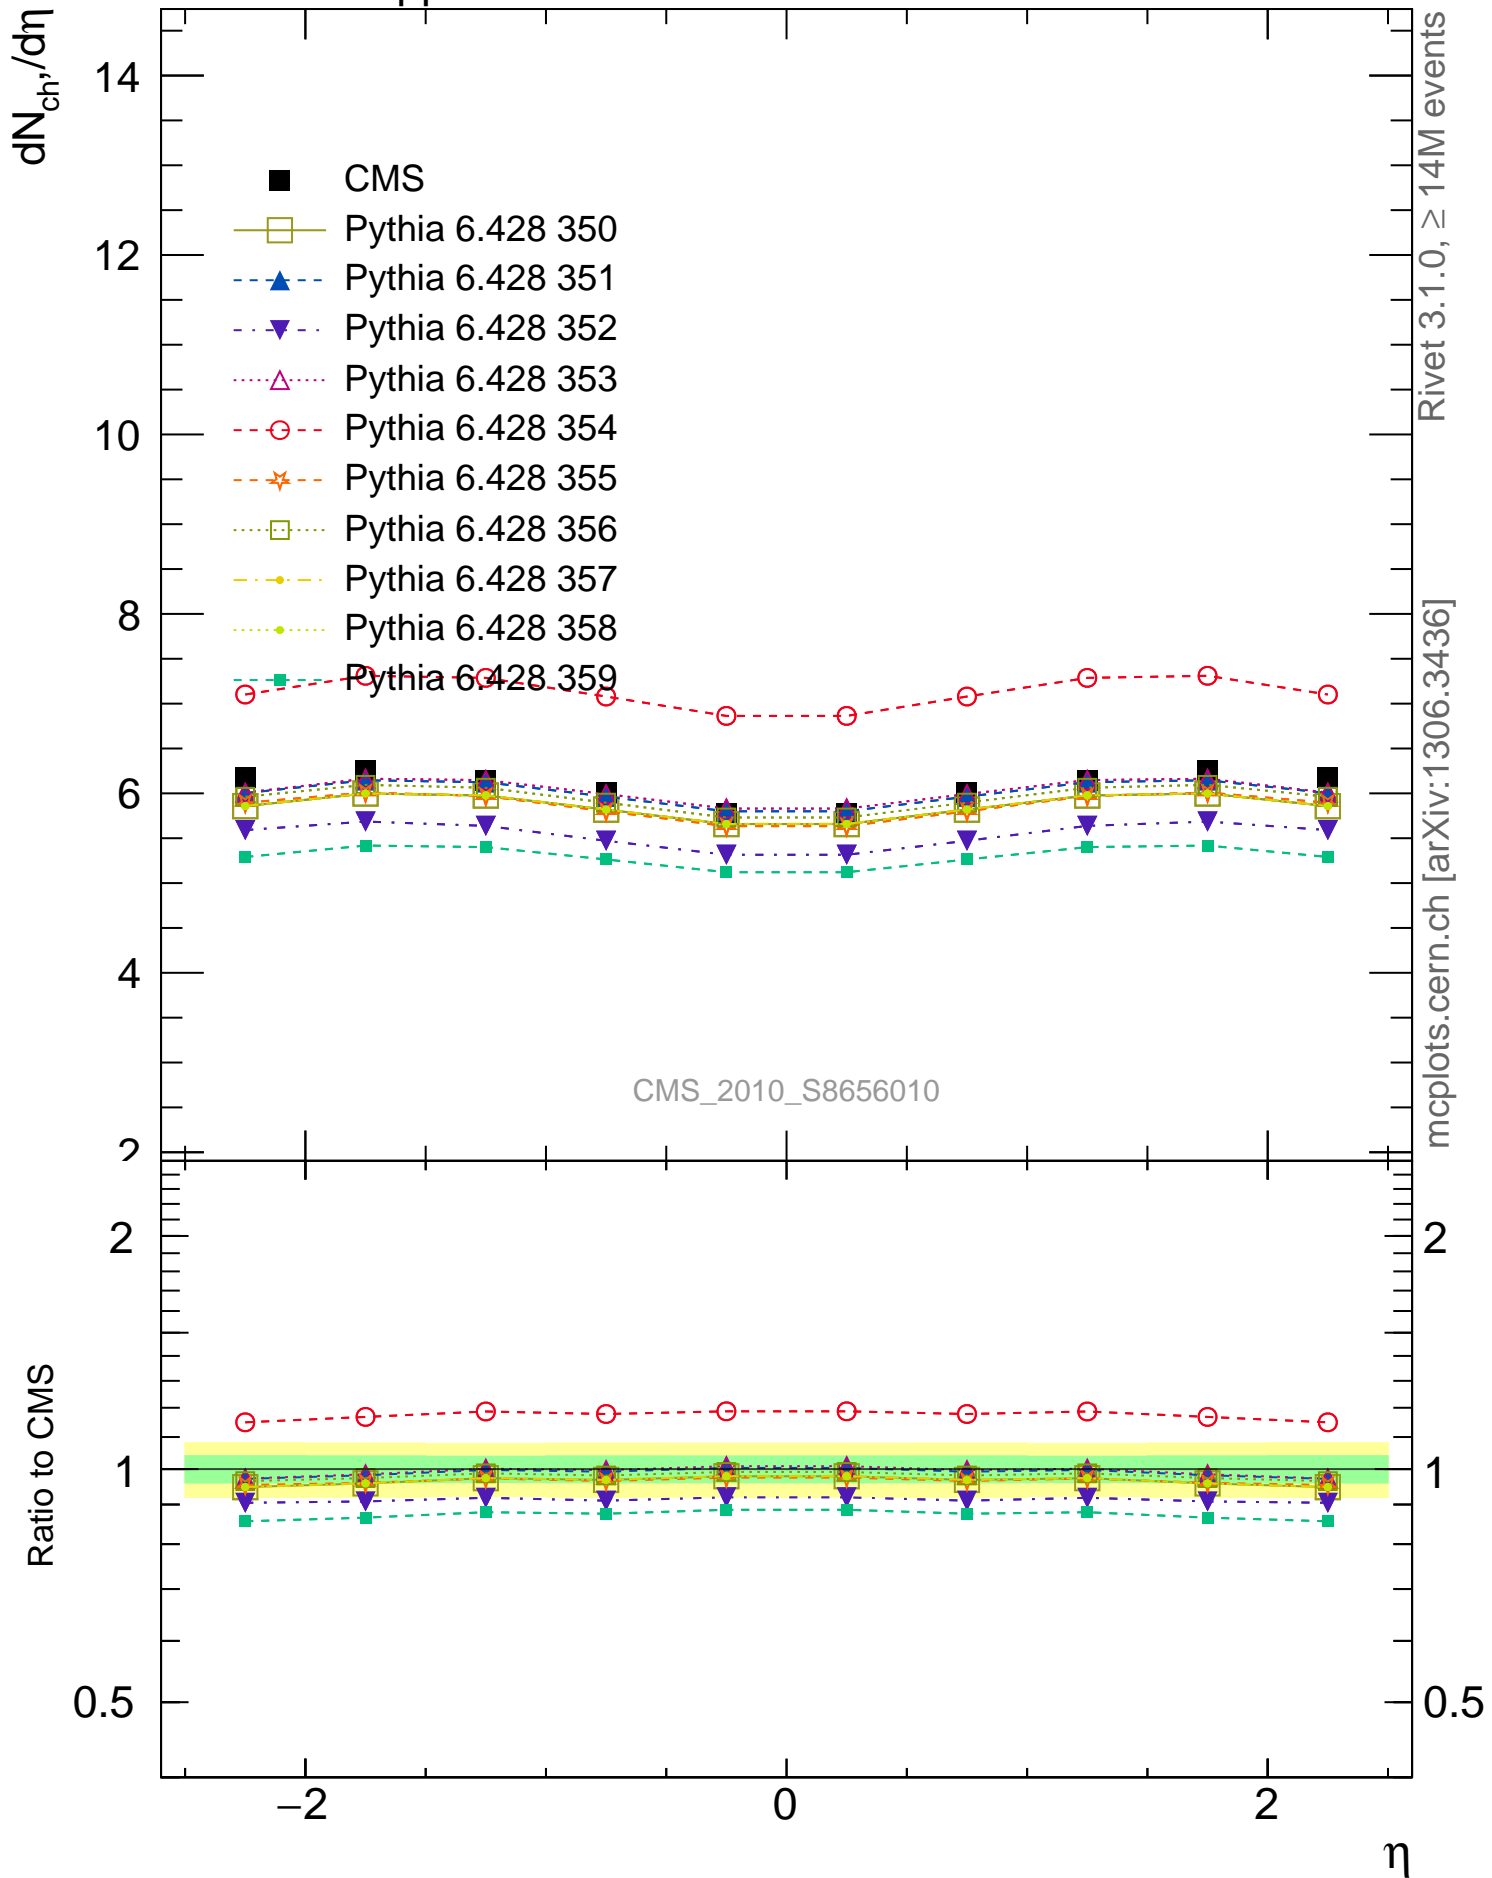 pp
dN_ch,/dη
14
12
10
8
6
4
2
CMS
Pythia 6.428 350
Pythia 6.428 351
Pythia 6.428 352
Pythia 6.428 353
Pythia 6.428 354
Pythia 6.428 355
Pythia 6.428 356
Pythia 6.428 357
Pythia 6.428 358
Pythia 6.428 359
CMS_2010_S8656010
Rivet 3.1.0, ≥ 14M events
mcplots.cern.ch [arXiv:1306.3436]
Ratio to CMS
2
1
0.5
2
1
0.5
−2
0
2
η